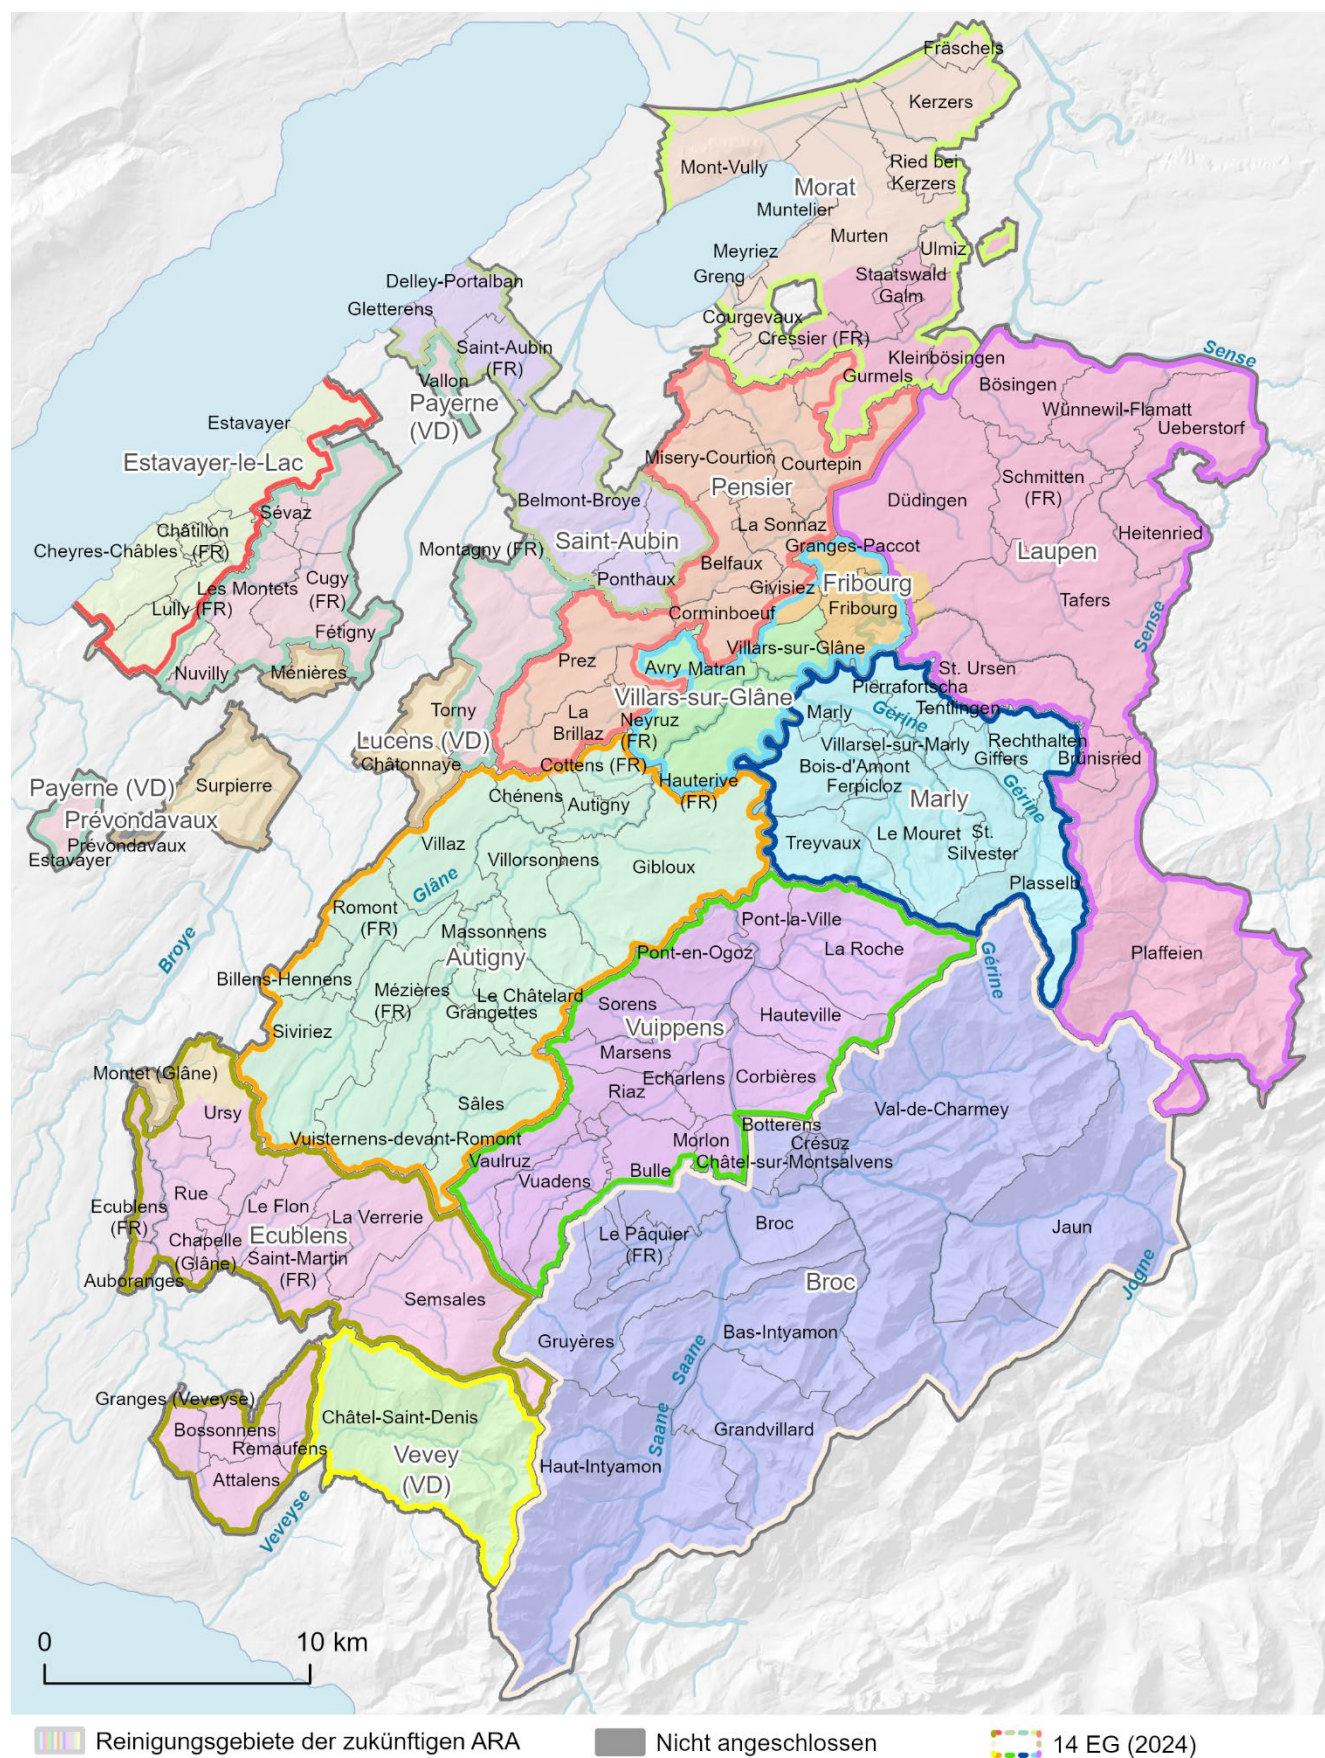 Fräschels
Kerzers
Mont-Vully
Ried bei
Kerzers
Morat
Muntelier
Murten
Meyriez
Ulmiz
Greng
Staatswald
Galm
Delley-Portalban
Gletterens
Courgevaux
Cressier (FR)
Saint-Aubin
(FR)
Sense
Kleinbösingen
Gurmels
Vallon
Payerne
(VD)
Bösingen
Wünnewil-Flamatt
Ueberstorf
Estavayer
Estavayer-le-Lac
Misery-Courtion
Courtepin
Pensier
Schmitten
(FR)
Düdingen
Belmont-Broye
Sévaz
La Sonnaz
Heitenried
Châtillon
(FR)
Cheyres-Châbles
Saint-Aubin
Montagny (FR)
Granges-Paccot
Laupen
Belfaux
Ponthaux
Fribourg
Les Montets
Cugy
(FR)
Givisiez
Lully (FR)
Corminboeuf
Fribourg
Tafers
Sense
Fétigny
Villars-sur-Glâne
Nuvilly
Ménières
Prez
Avry
Matran
St. Ursen
Pierrafortscha
Villars-sur-Glâne
Tentlingen
Torny
La
Brillaz
Neyruz
(FR)
Marly
Gérine
Lucens (VD)
Châtonnaye
Cottens (FR)
Villarsel-sur-Marly
Rechthalten
Giffers
Brünisried
Bois-d'Amont
Ferpicloz
Hauterive
(FR)
Payerne (VD)
Surpierre
Chénens
Autigny
Marly
Gérine
Prévondavaux
Prévondavaux
Estavayer
Villaz
Villorsonnens
Gibloux
Treyvaux
Le Mouret
St.
Silvester
Glâne
Plasselb
Romont
(FR)
Massonnens
Pont-la-Ville
Broye
Autigny
Pont-en-Ogoz
La Roche
Gérine
Plaffeien
Billens-Hennens
Mézières
(FR)
Le Châtelard
Grangettes
Sorens
Hauteville
Siviriez
Vuippens
Marsens
Echarlens
Corbières
Montet (Glâne)
Riaz
Ursy
Sâles
Val-de-Charmey
Botterens
Vuisternens-devant-Romont
Morlon
Crésuz
Vaulruz
Bulle
Châtel-sur-Montsalvens
Vuadens
Rue
Ecublens
(FR)
Le Flon
La Verrerie
Le Pâquier
(FR)
Broc
Jaun
Ecublens
Chapelle
(Glâne)
Saint-Martin
(FR)
Auboranges
Broc
Jogne
Semsales
Gruyères
Bas-Intyamon
Saane
Granges (Veveyse)
Châtel-Saint-Denis
Bossonnens
Remaufens
Saane
Grandvillard
Attalens
Vevey
(VD)
Haut-Intyamon
Veveyse
0 10 km
Reinigungsgebiete der zukünftigen ARA Nicht angeschlossen 14 EG (2024)